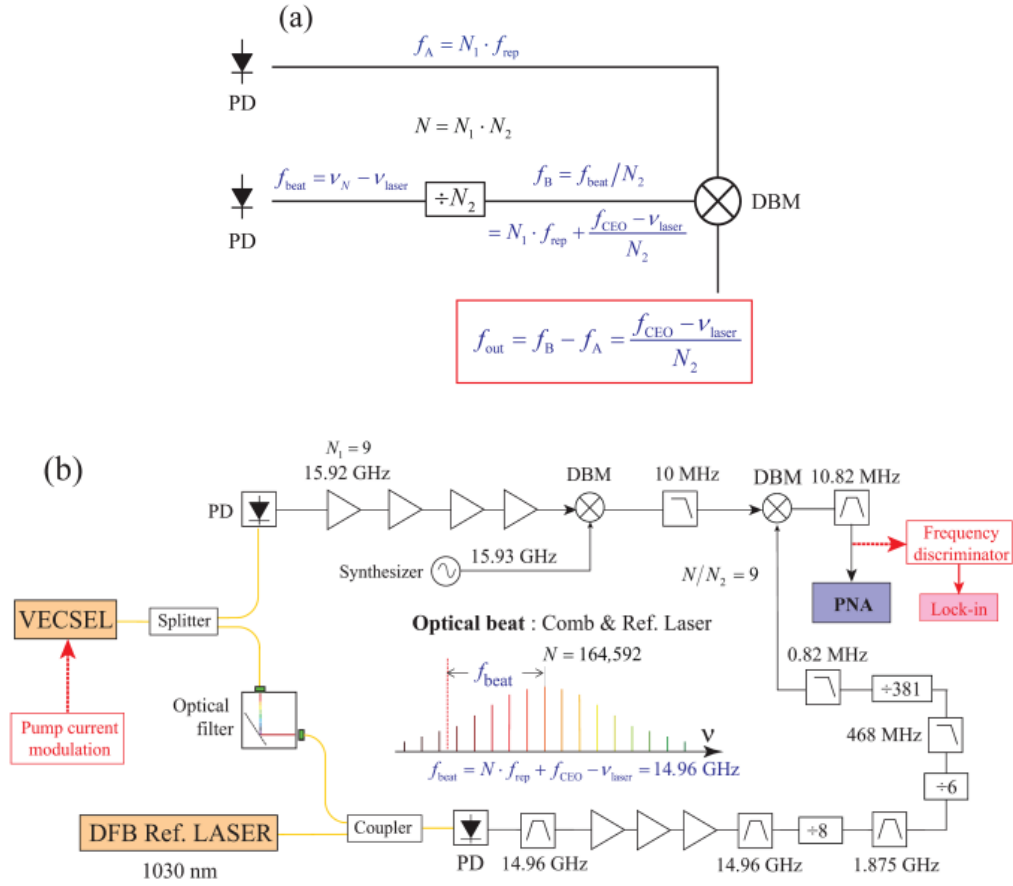 (a)
f_A = N_1 · f_rep
PD
N = N_1 · N_2
f_beat = ν_N − ν_laser
÷N_2
f_B = f_beat/N_2
DBM
PD
= N_1 · f_rep + (f_CEO − ν_laser)/N_2
f_out = f_B − f_A = (f_CEO − ν_laser)/N_2
(b)
N_1 = 9
15.92 GHz
DBM
10 MHz
DBM
10.82 MHz
PD
Synthesizer
15.93 GHz
N/N_2 = 9
Frequency
discriminator
PNA
Lock-in
VECSEL
Splitter
Optical beat : Comb & Ref. Laser
N = 164,592
f_beat
ν
f_beat = N · f_rep + f_CEO − ν_laser = 14.96 GHz
0.82 MHz
÷381
468 MHz
÷6
Pump current
modulation
Optical
filter
DFB Ref. LASER
1030 nm
Coupler
PD
14.96 GHz
14.96 GHz
÷8
1.875 GHz